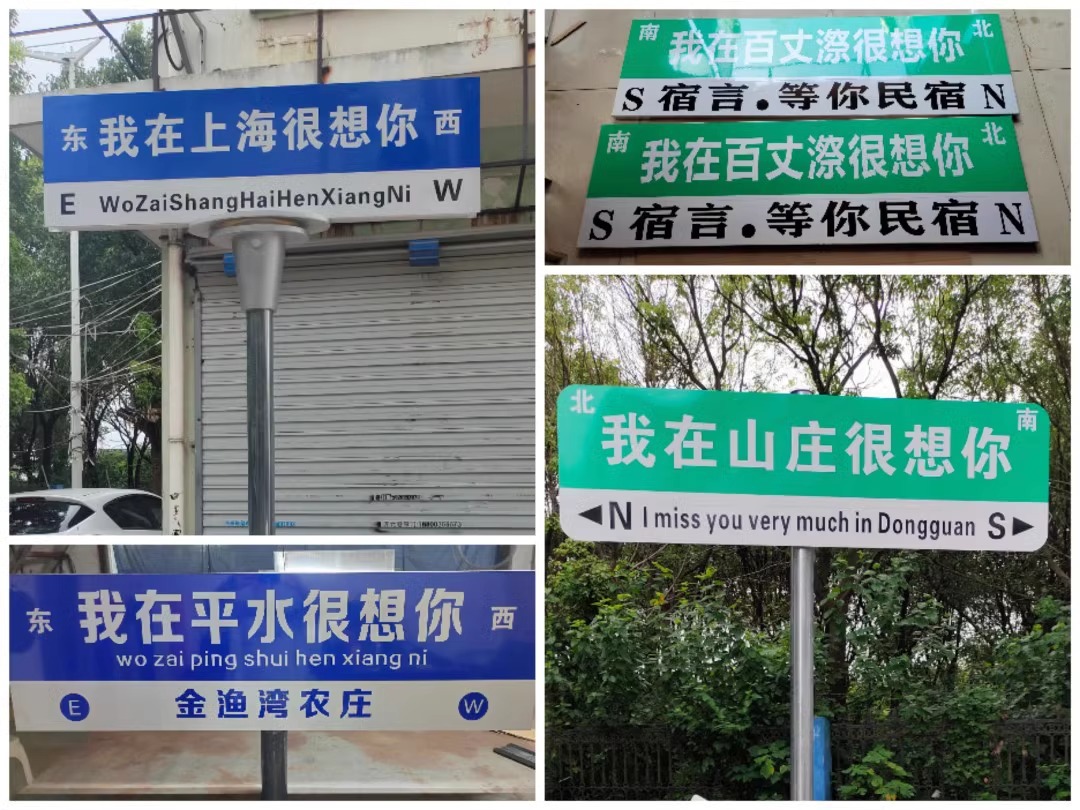 东 我在上海很想你 西
E WoZaiShangHaiHenXiangNi W
南 我在百丈漈很想你 北
S 宿言.等你民宿 N
南 我在百丈漈很想你 北
S 宿言.等你民宿 N
北 我在山庄很想你 南
N I miss you very much in Dongguan S
东 我在平水很想你 西
wo zai ping shui hen xiang ni
E 金渔湾农庄 W